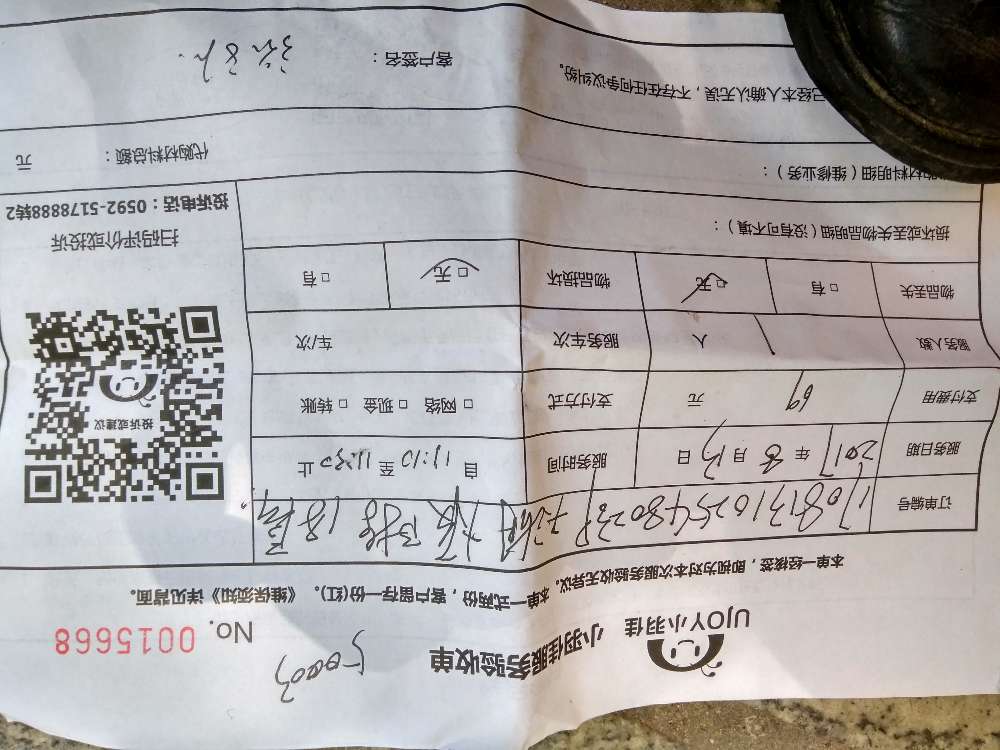 UJOY小羽佳 小羽佳服务验收单
50003
No. 0015668
本单一经核签,即视为对本次服务验收无异议。本单一式两份,客户留存一份(红)。《维保须知》详见背面。
订单编号
服务日期 2017 年 8 月 13 日 服务时间 自 11:10 至 11:50 止
支付费用 69 元 支付方式 □ 网络 □ 现金 □ 转账
服务人数 1 人 服务车次 车/次
物品丢失 □ 有 □ 无 物品损坏 □ 无 □ 有
投诉或建议
扫码评价或投诉
投诉电话:0592-5178888转2
损坏或丢失物品明细(没有可不填):
材料明细(维修业务): 代购材料总额: 元
已经本人确认无误,不存在任何争议纠纷。 客户签名: